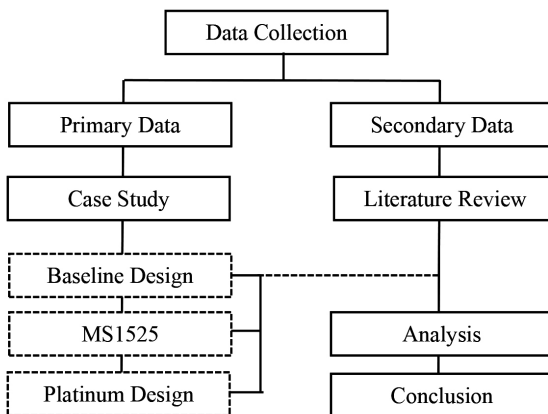 Data Collection
Primary Data
Secondary Data
Case Study
Literature Review
Baseline Design
MS1525
Analysis
Platinum Design
Conclusion